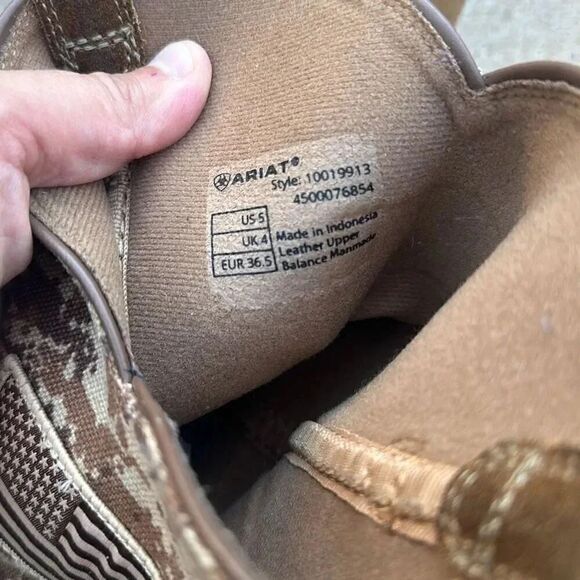 ARIAT®
Style: 10019913
4500076854
US 5
UK 4
EUR 36.5
Made in Indonesia
Leather Upper
Balance Manmade